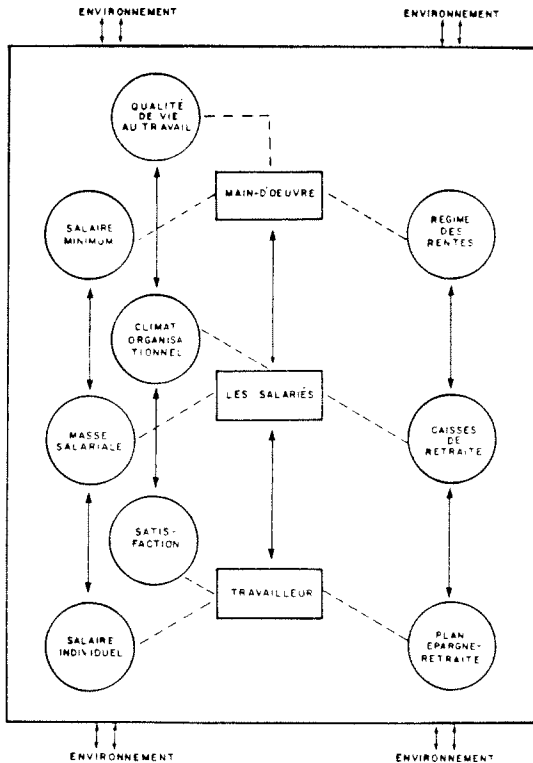 ENVIRONNEMENT
ENVIRONNEMENT
QUALITÉ
DE VIE
AU TRAVAIL
MAIN-D'OEUVRE
SALAIRE
MINIMUM
RÉGIME
DES
RENTES
CLIMAT
ORGANISA
TIONNEL
LES SALARIÉS
MASSE
SALARIALE
CAISSES
DE
RETRAITE
SATIS-
FACTION
TRAVAILLEUR
SALAIRE
INDIVIDUEL
PLAN
ÉPARGNE-
RETRAITE
ENVIRONNEMENT
ENVIRONNEMENT